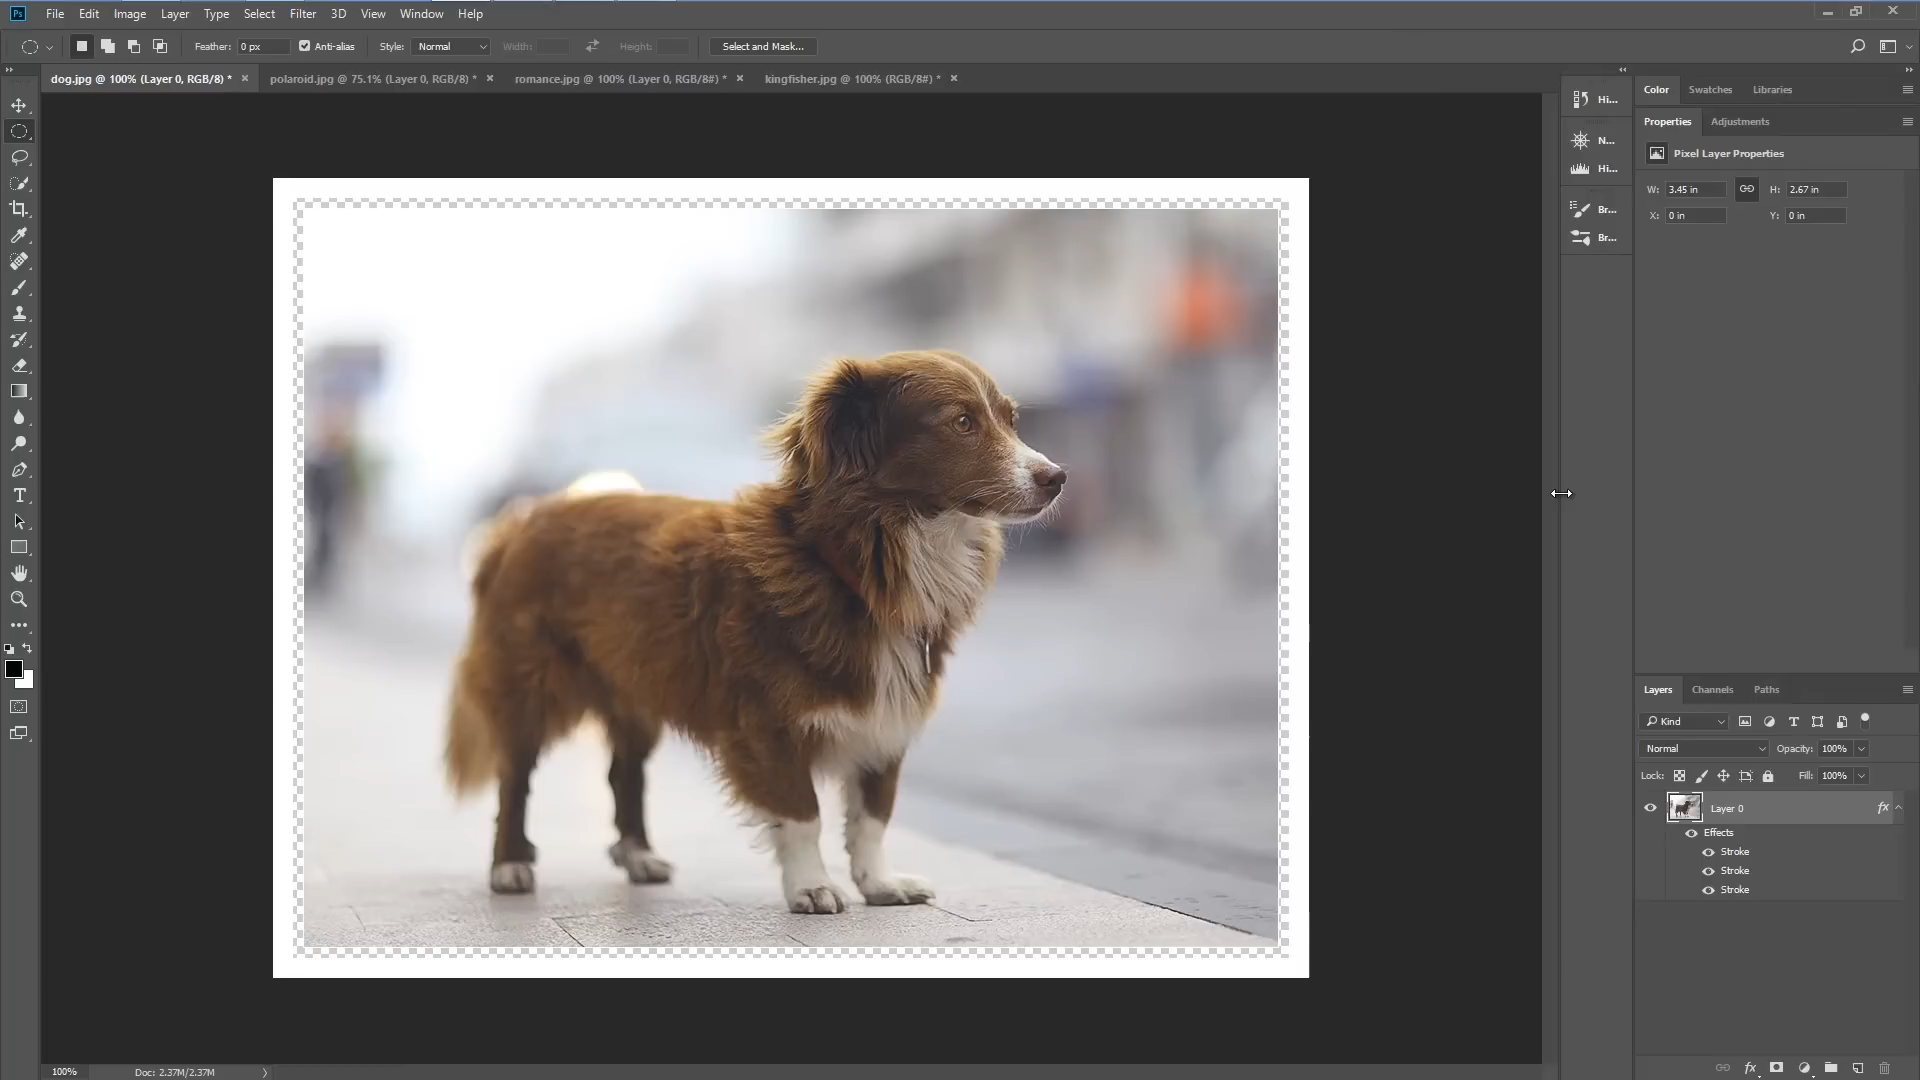 Ps File Edit Image Layer Type Select Filter 3D View Window Help
Feather: 0 px Anti-alias Style: Normal Width: Height: Select and Mask...
dog.jpg @ 100% (Layer 0, RGB/8) * polaroid.jpg @ 75.1% (Layer 0, RGB/8) * romance.jpg @ 100% (Layer 0, RGB/8#) * kingfisher.jpg @ 100% (RGB/8#) *
Hi...
N...
Hi...
Br...
Br...
Color Swatches Libraries
Properties Adjustments
Pixel Layer Properties
W: 3.45 in H: 2.67 in
X: 0 in Y: 0 in
Layers Channels Paths
Kind
Normal Opacity: 100%
Lock: Fill: 100%
Layer 0 fx
Effects
Stroke
Stroke
Stroke
fx
100% Doc: 2.37M/2.37M